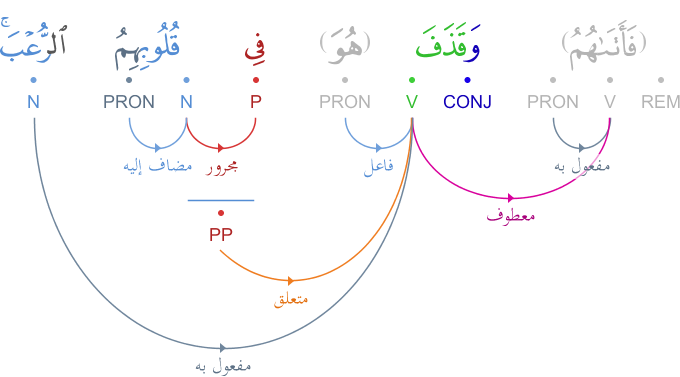 (فَأَتَىٰهُمُ) وَقَذَفَ (هُوَ) فِى قُلُوبِهِمُ ٱلرُّعْبَ ۚ
REM V PRON CONJ V PRON P N PRON N
مفعول به فاعل مجرور مضاف إليه
معطوف
PP
متعلق
مفعول به